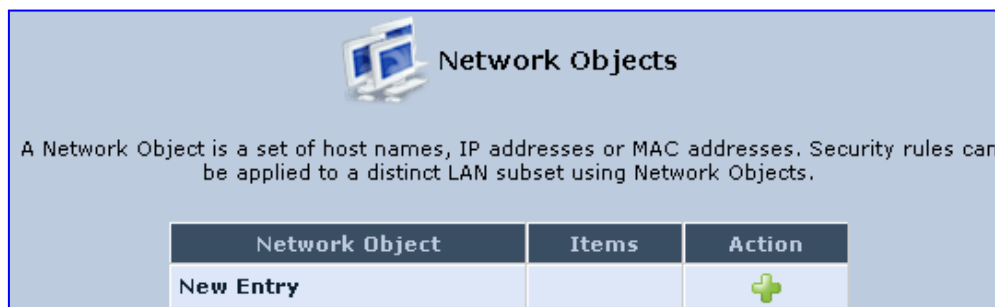 Network Objects
A Network Object is a set of host names, IP addresses or MAC addresses. Security rules can
be applied to a distinct LAN subset using Network Objects.
Network Object Items Action
New Entry